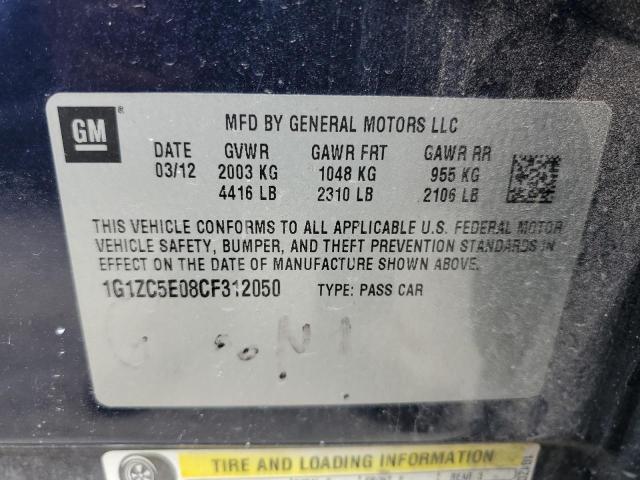 GM
MFD BY GENERAL MOTORS LLC
DATE GVWR GAWR FRT GAWR RR
03/12 2003 KG 1048 KG 955 KG
4416 LB 2310 LB 2106 LB
THIS VEHICLE CONFORMS TO ALL APPLICABLE U.S. FEDERAL MOTOR
VEHICLE SAFETY, BUMPER, AND THEFT PREVENTION STANDARDS IN
EFFECT ON THE DATE OF MANUFACTURE SHOWN ABOVE.
1G1ZC5E08CF312050 TYPE: PASS CAR
TIRE AND LOADING INFORMATION